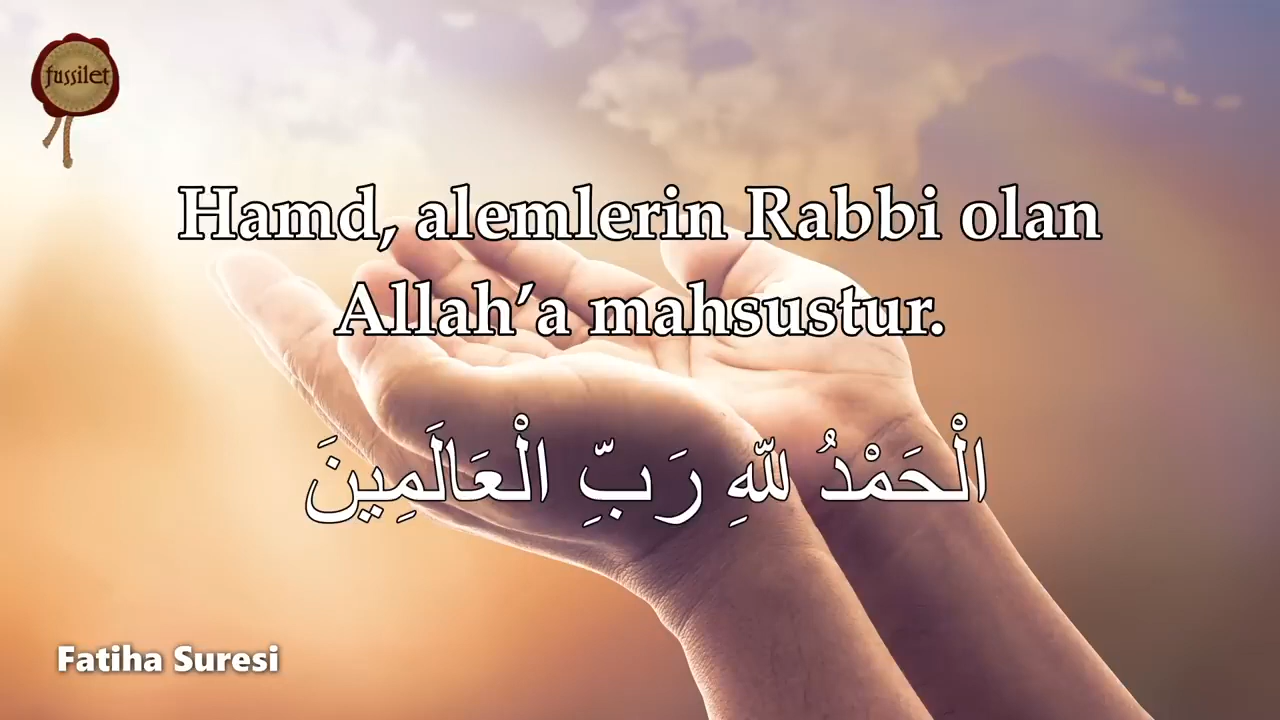 fussilet
Hamd, alemlerin Rabbi olan
Allah’a mahsustur.
الْحَمْدُ لِلّٰهِ رَبِّ الْعَالَمِينَ
Fatiha Suresi